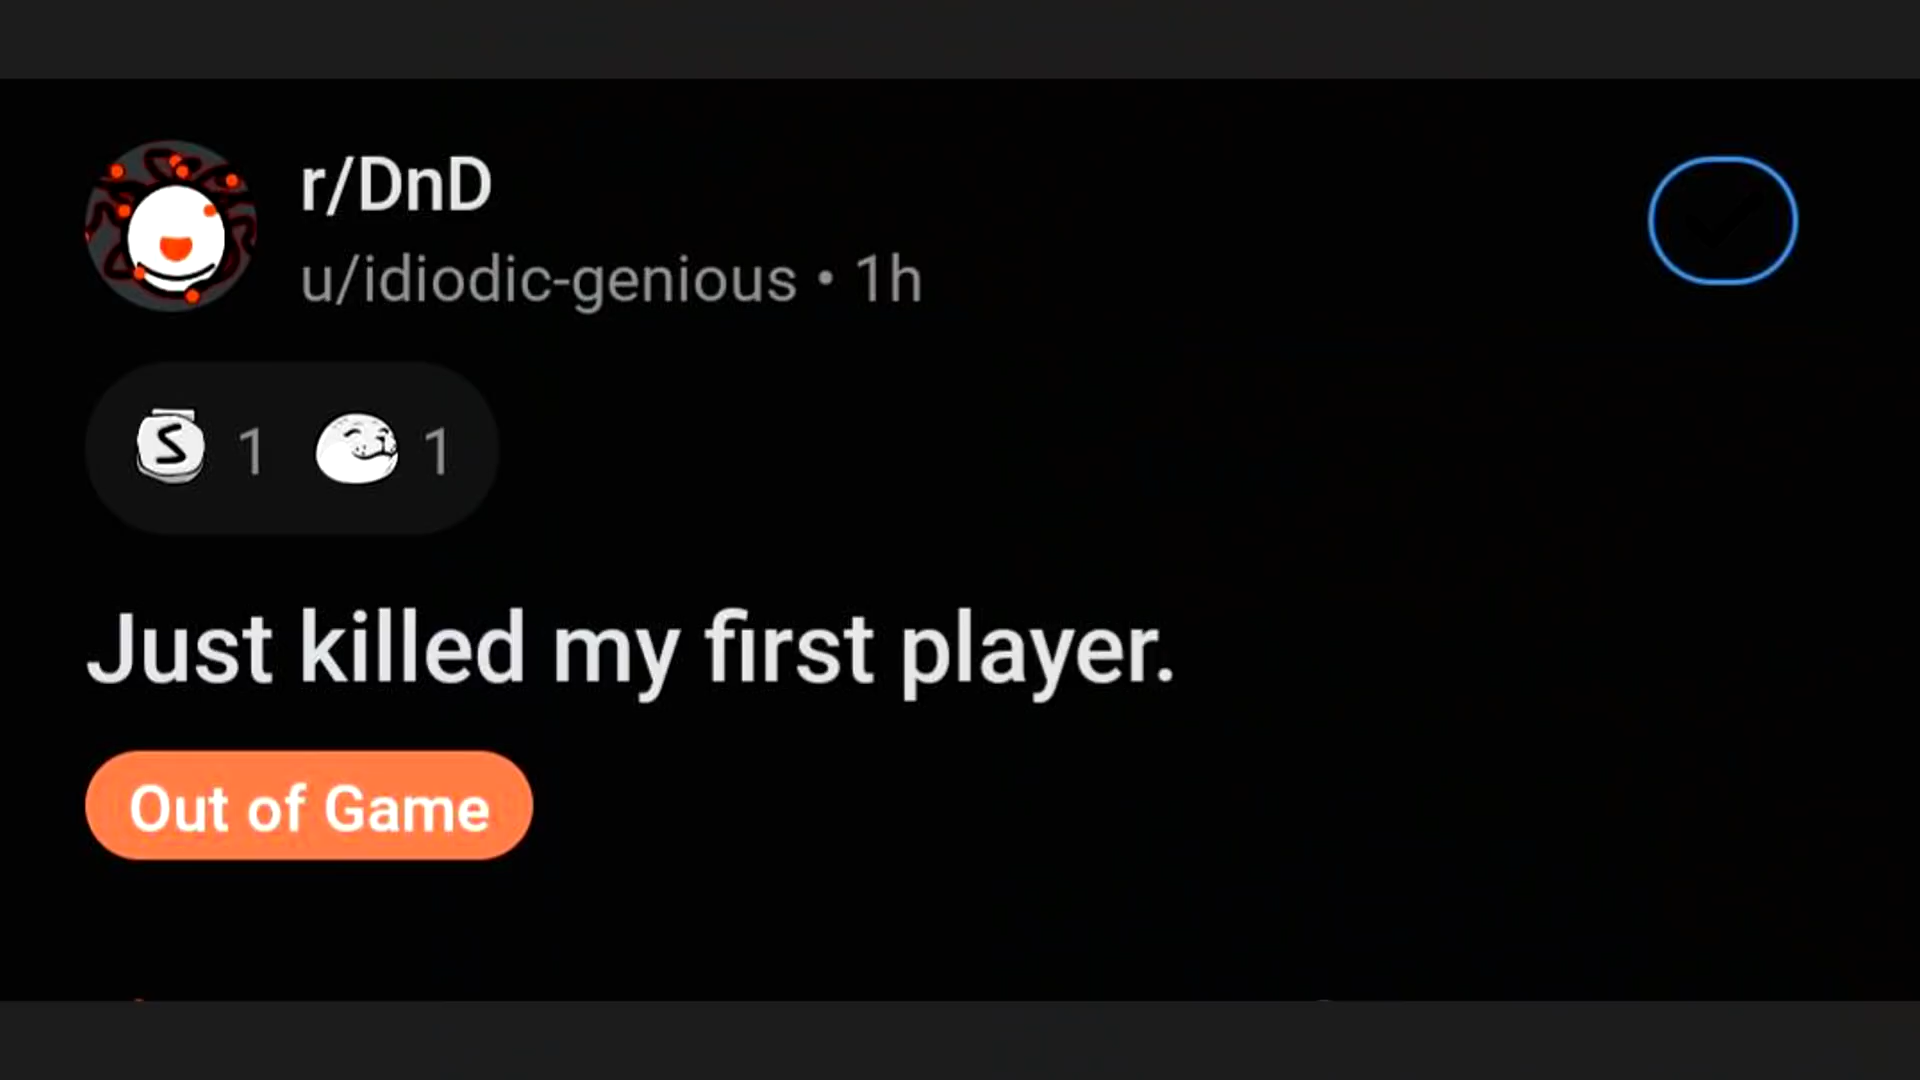 r/DnD
u/idiodic-genious • 1h
S 1 1
Just killed my first player.
Out of Game